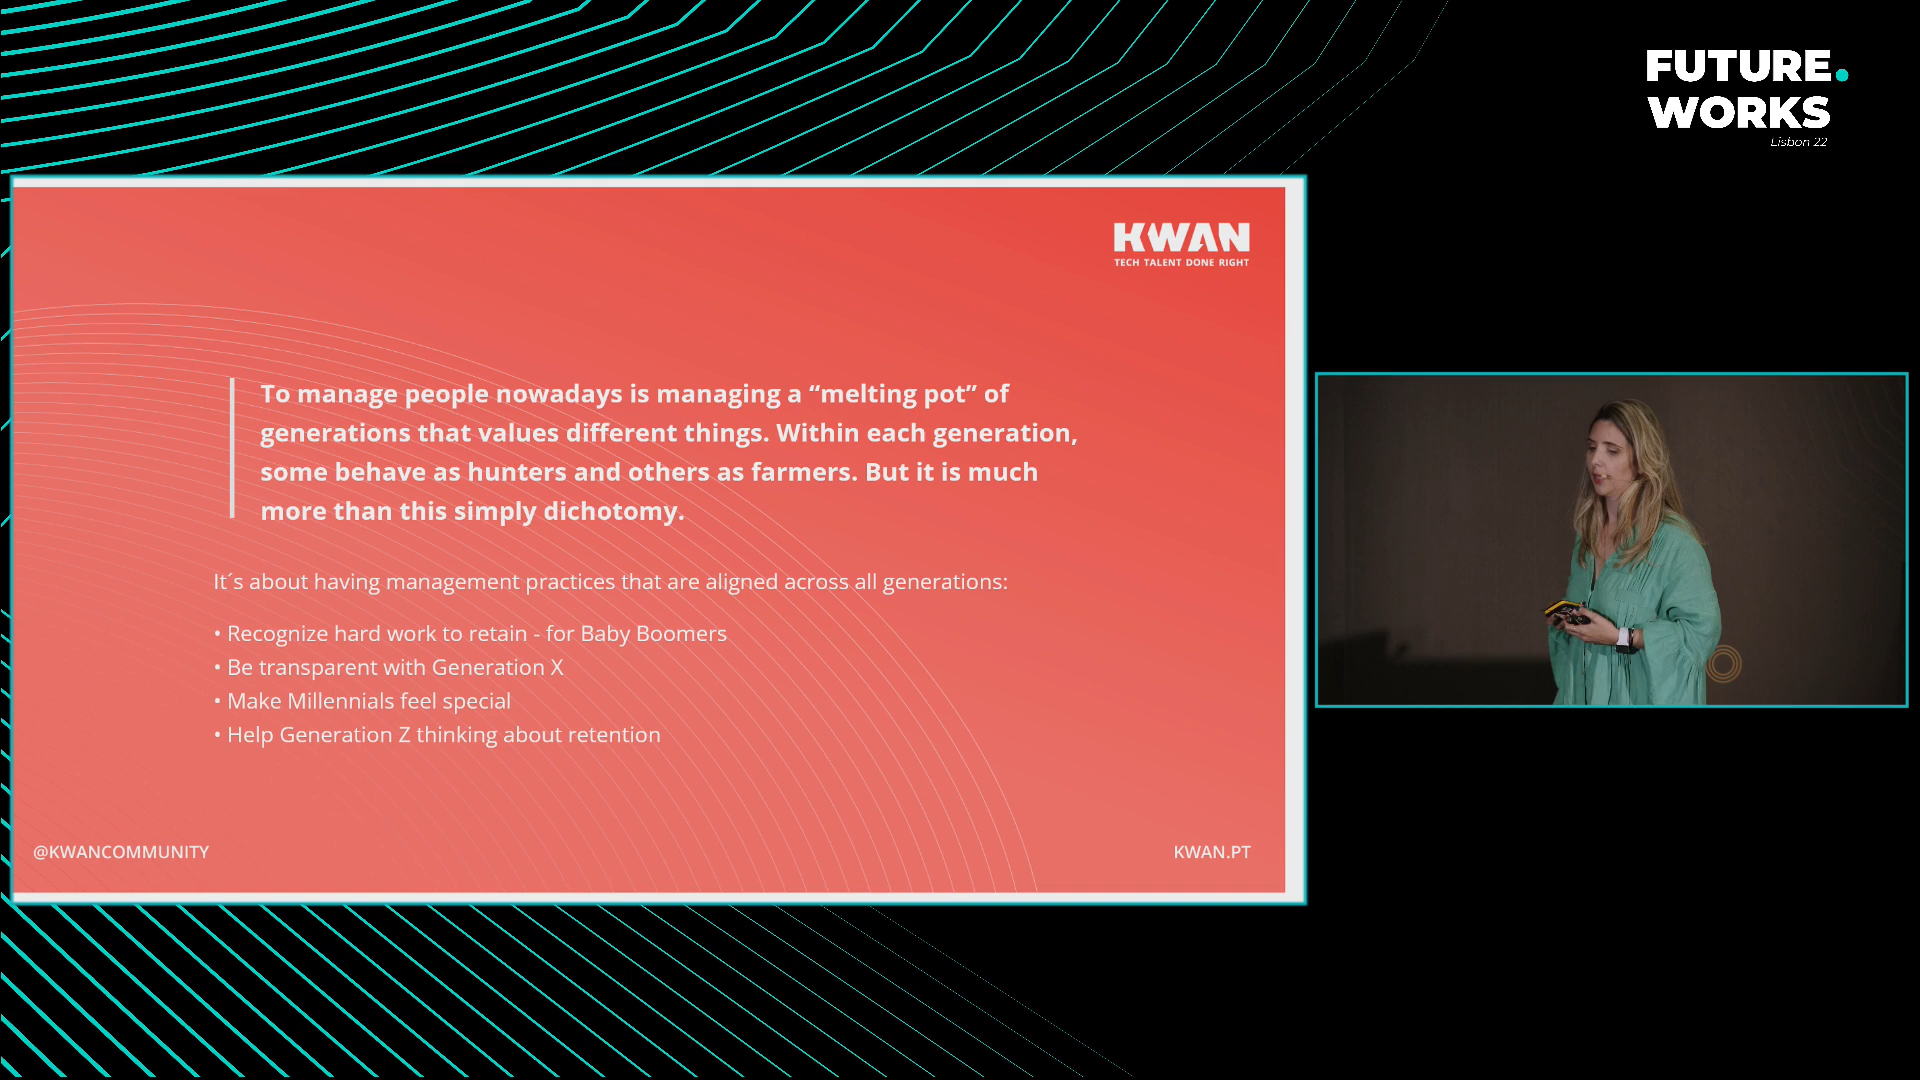 FUTURE.
WORKS
Lisbon 22
KWAN
TECH TALENT DONE RIGHT
To manage people nowadays is managing a “melting pot” of
generations that values different things. Within each generation,
some behave as hunters and others as farmers. But it is much
more than this simply dichotomy.
It´s about having management practices that are aligned across all generations:
• Recognize hard work to retain - for Baby Boomers
• Be transparent with Generation X
• Make Millennials feel special
• Help Generation Z thinking about retention
@KWANCOMMUNITY
KWAN.PT